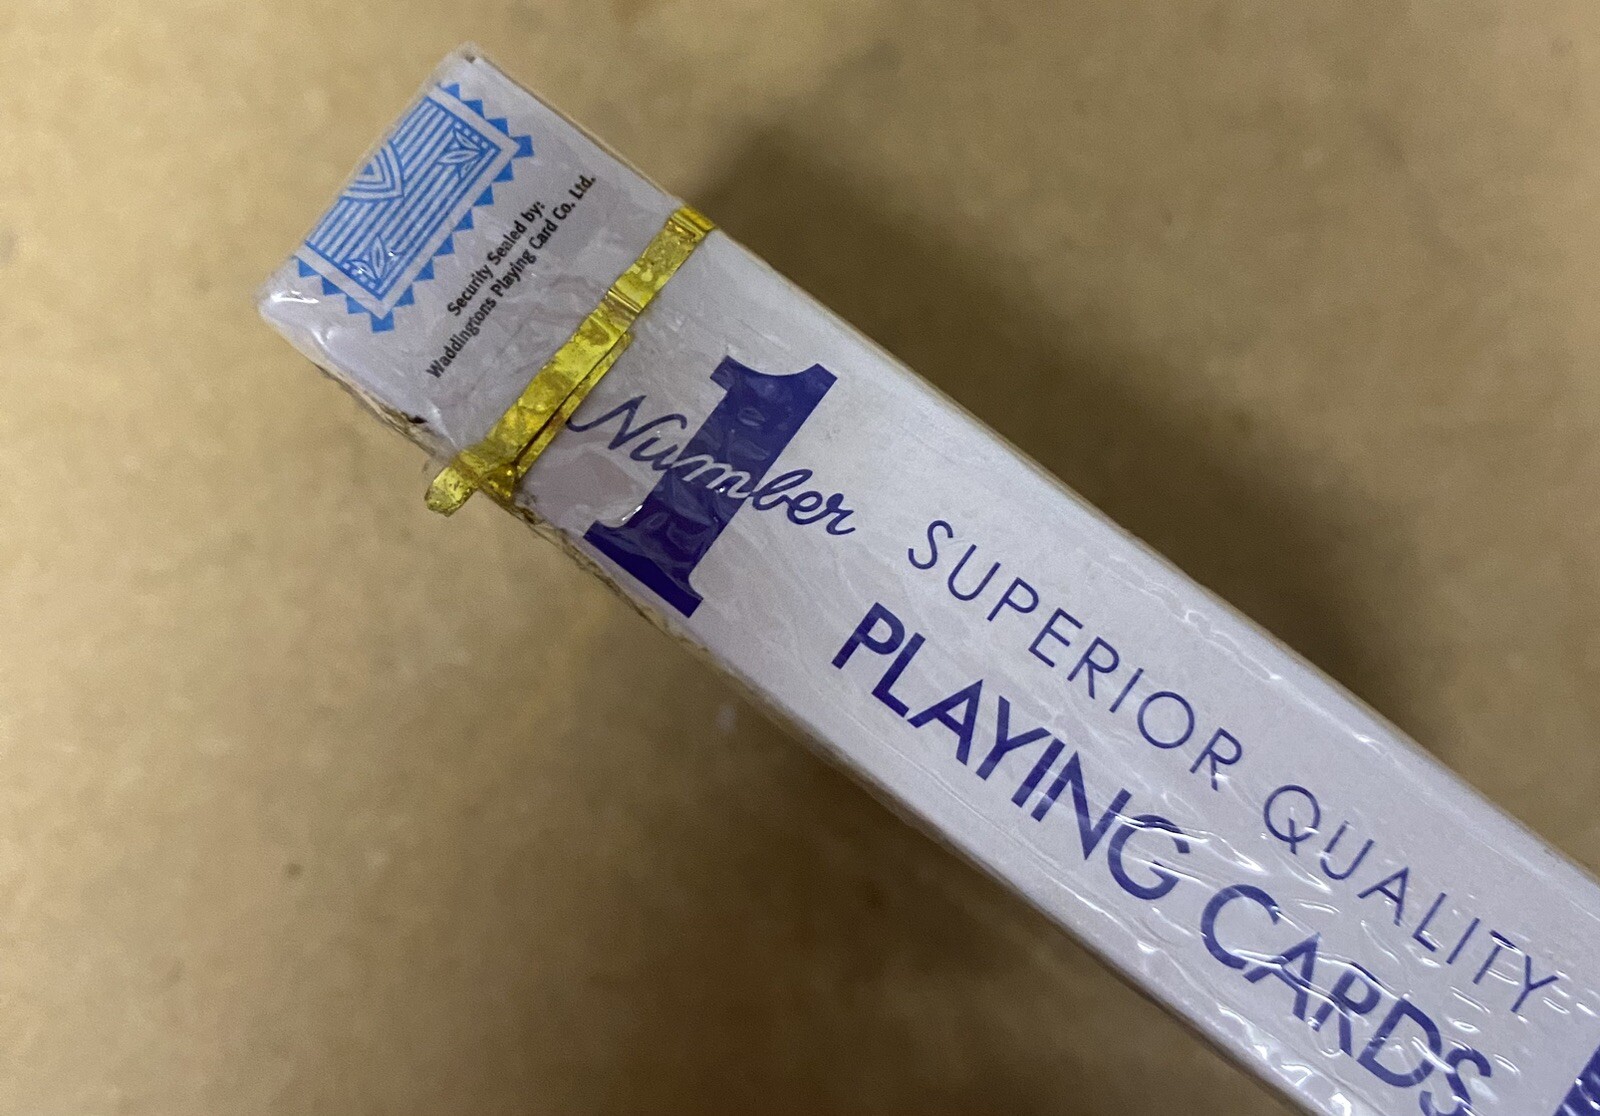 Security Sealed by:
Waddingtons Playing Card Co. Ltd.
Number 1
SUPERIOR QUALITY
PLAYING CARDS